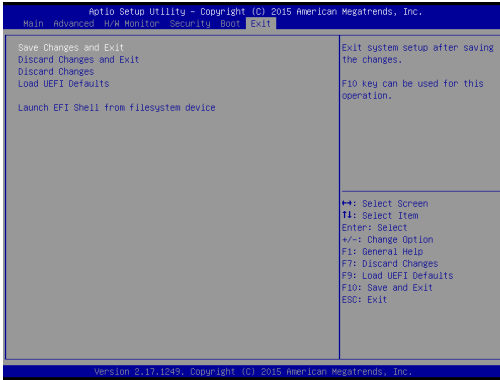 Aptio Setup Utility – Copyright (C) 2015 American Megatrends, Inc.
Main Advanced H/W Monitor Security Boot Exit
Save Changes and Exit
Discard Changes and Exit
Discard Changes
Load UEFI Defaults
Launch EFI Shell from filesystem device
Exit system setup after saving
the changes.
F10 key can be used for this
operation.
↔: Select Screen
↑↓: Select Item
Enter: Select
+/-: Change Option
F1: General Help
F7: Discard Changes
F9: Load UEFI Defaults
F10: Save and Exit
ESC: Exit
Version 2.17.1249. Copyright (C) 2015 American Megatrends, Inc.